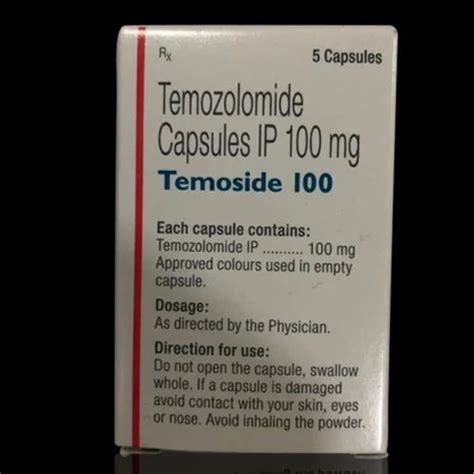 Rx 5 Capsules
Temozolomide
Capsules IP 100 mg
Temoside 100
Each capsule contains:
Temozolomide IP .......... 100 mg
Approved colours used in empty
capsule.
Dosage:
As directed by the Physician.
Direction for use:
Do not open the capsule, swallow
whole. If a capsule is damaged
avoid contact with your skin, eyes
or nose. Avoid inhaling the powder.